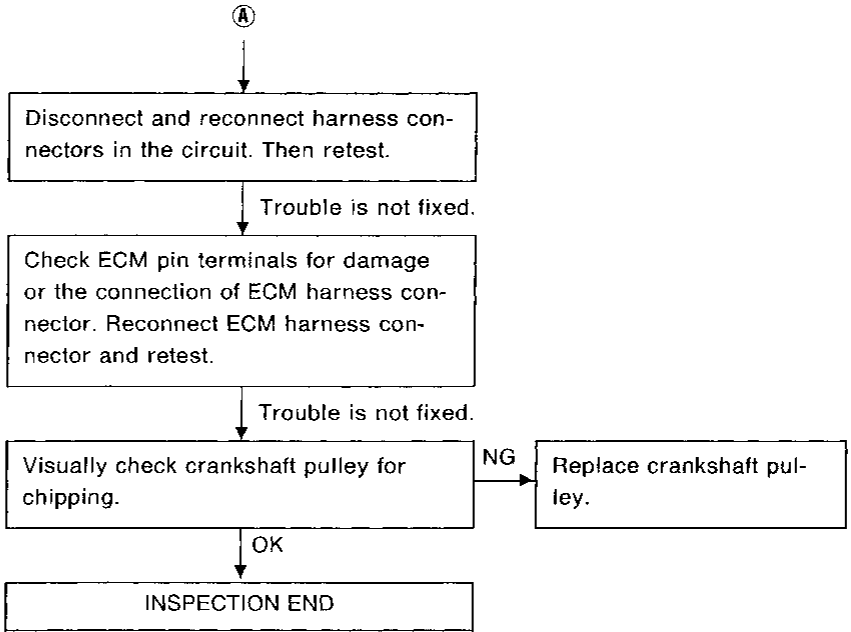 Ⓐ
Disconnect and reconnect harness con-
nectors in the circuit. Then retest.
Trouble is not fixed.
Check ECM pin terminals for damage
or the connection of ECM harness con-
nector. Reconnect ECM harness con-
nector and retest.
Trouble is not fixed.
Visually check crankshaft pulley for
chipping.
NG
Replace crankshaft pul-
ley.
OK
INSPECTION END